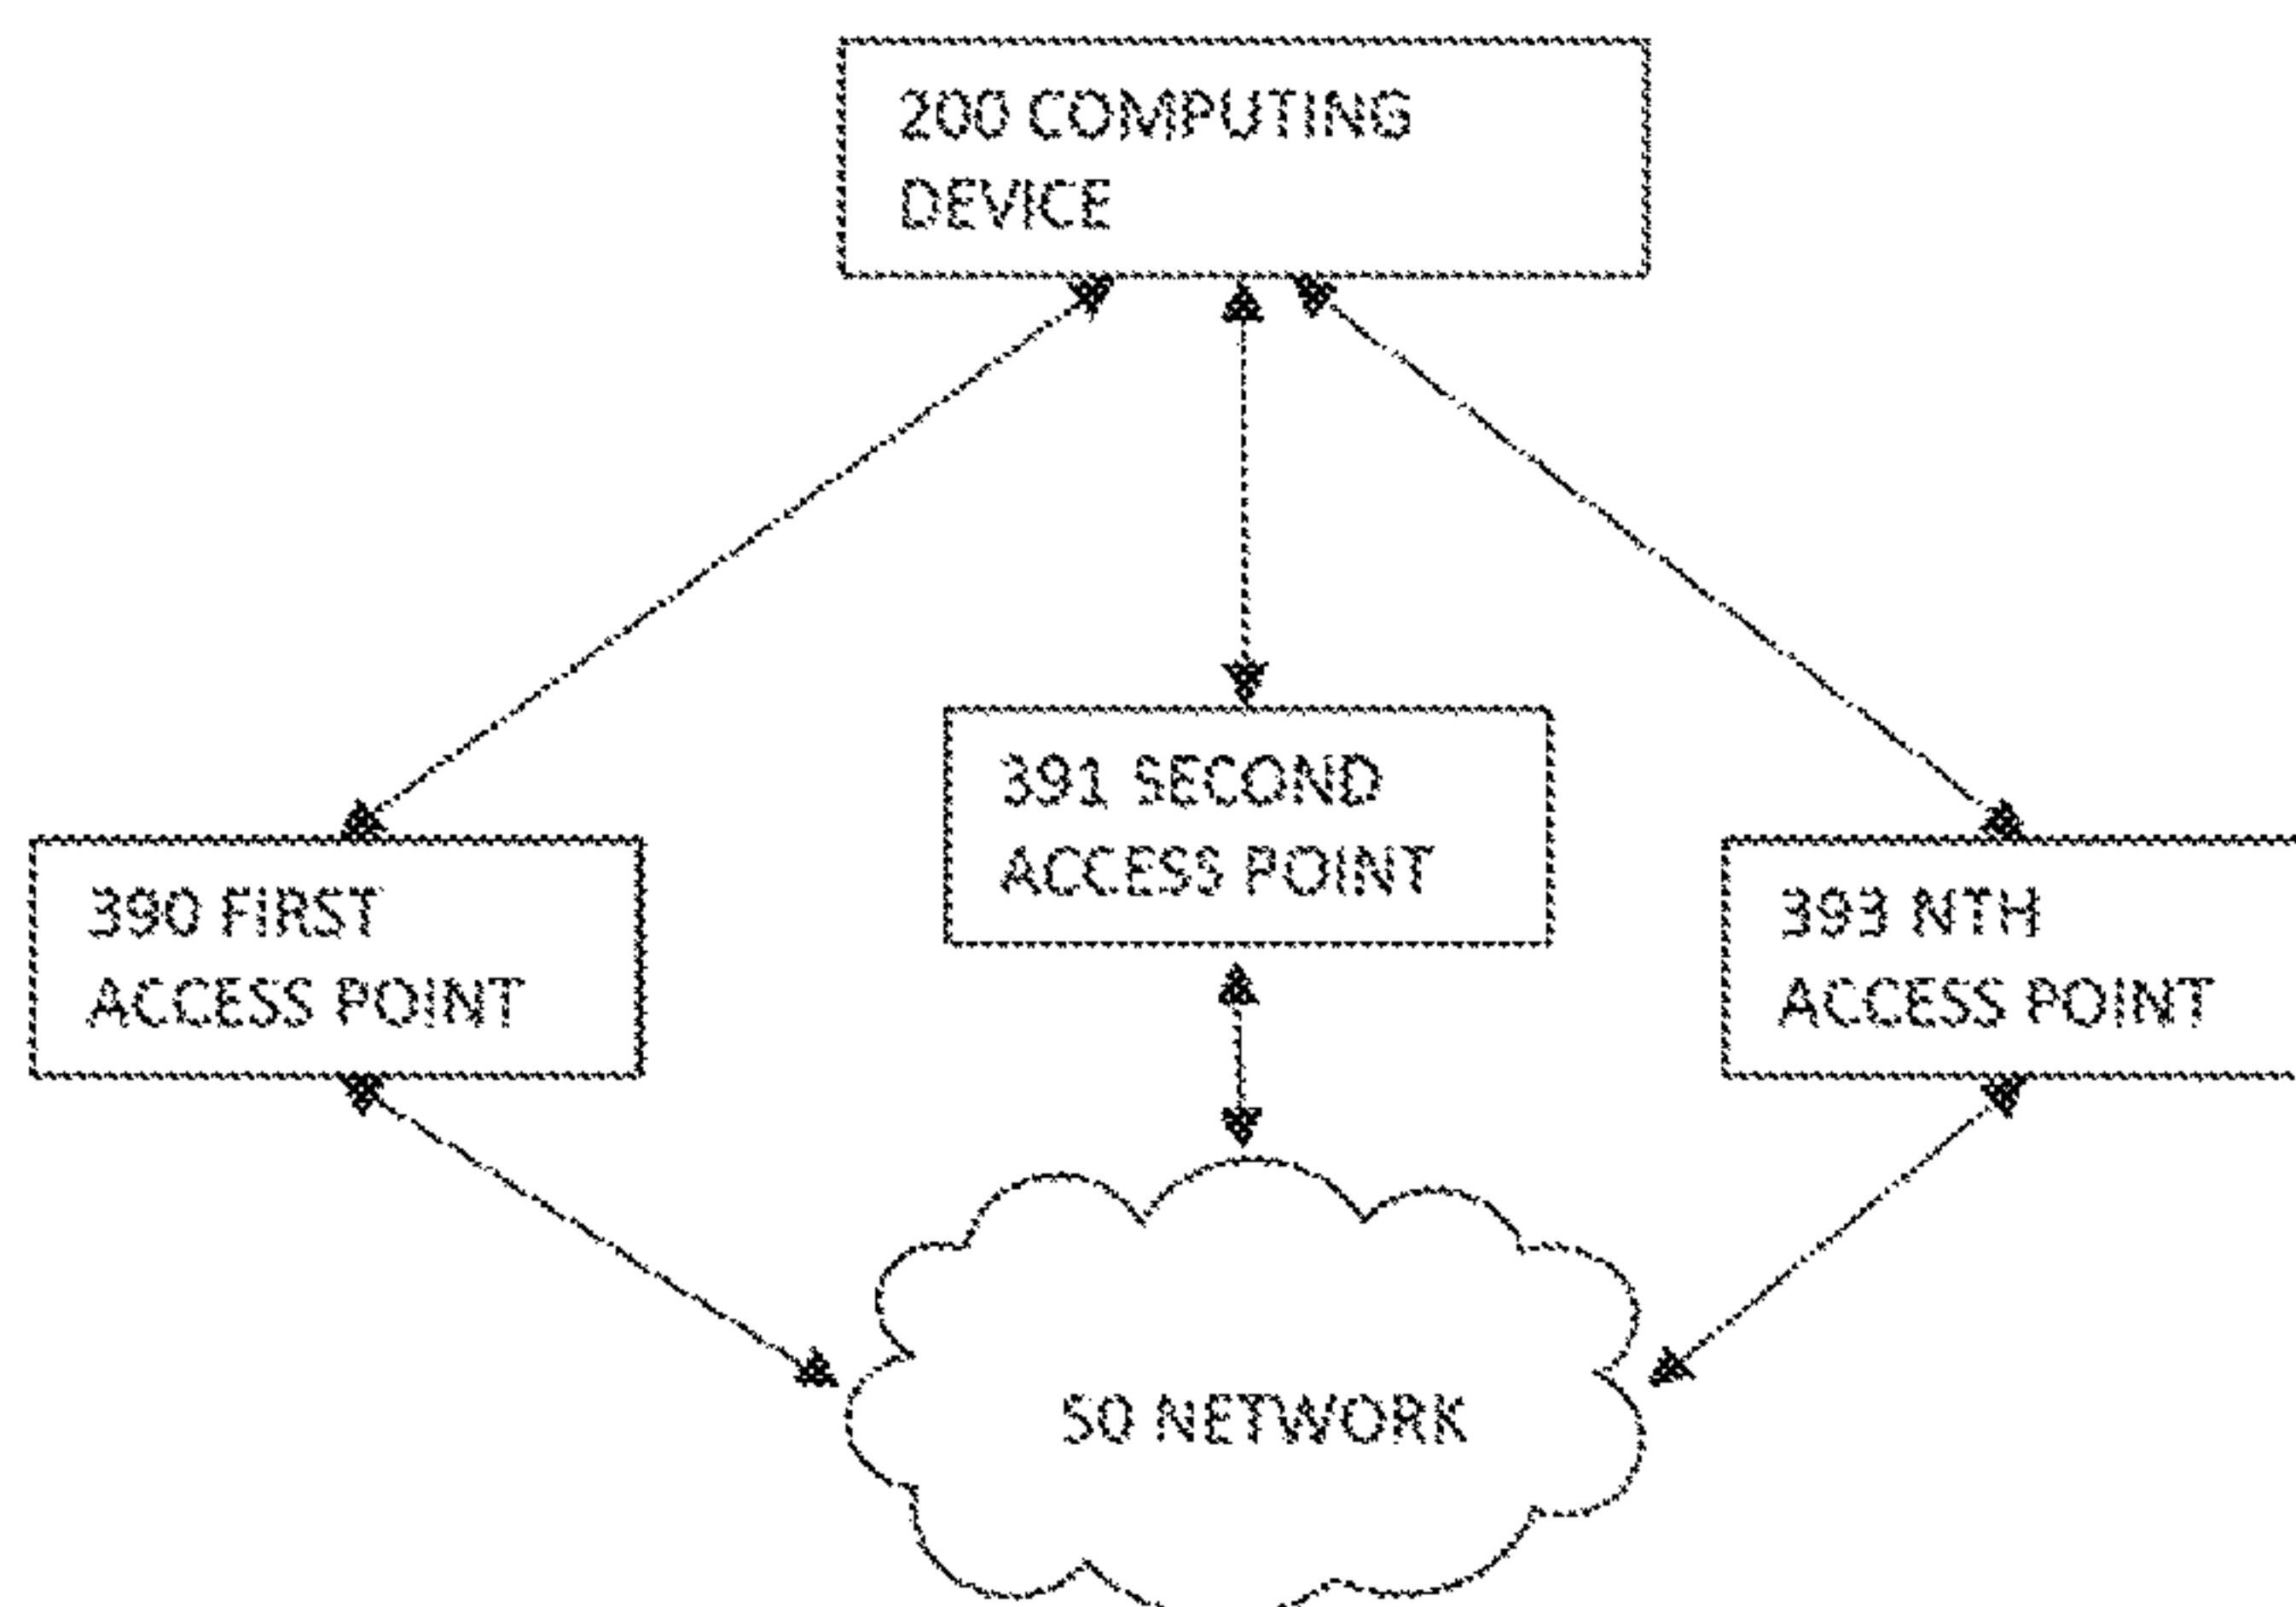 200 COMPUTING
DEVICE
391 SECOND
ACCESS POINT
390 FIRST
ACCESS POINT
393 NTH
ACCESS POINT
50 NETWORK